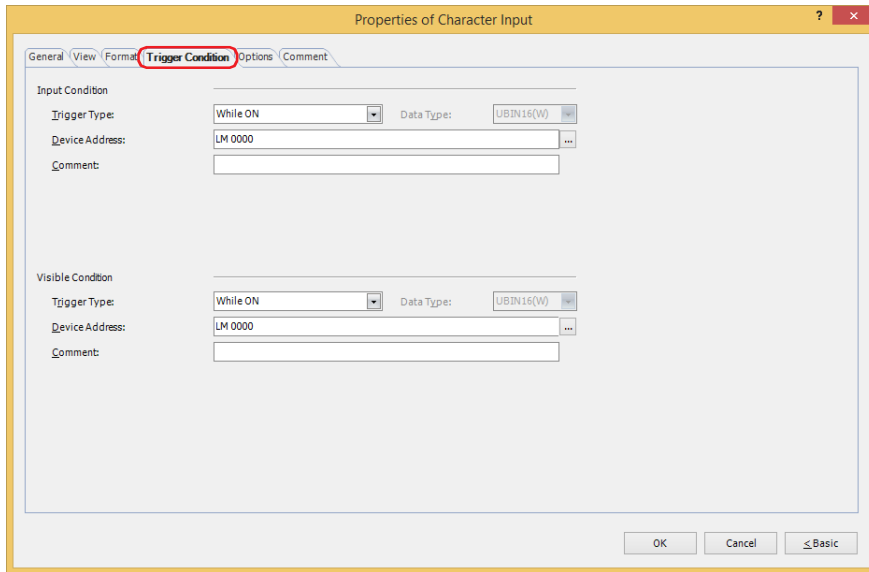 Properties of Character Input ? ×
General View Format Trigger Condition Options Comment
Input Condition
Trigger Type: While ON Data Type: UBIN16(W)
Device Address: LM 0000 ...
Comment:
Visible Condition
Trigger Type: While ON Data Type: UBIN16(W)
Device Address: LM 0000 ...
Comment:
OK Cancel < Basic